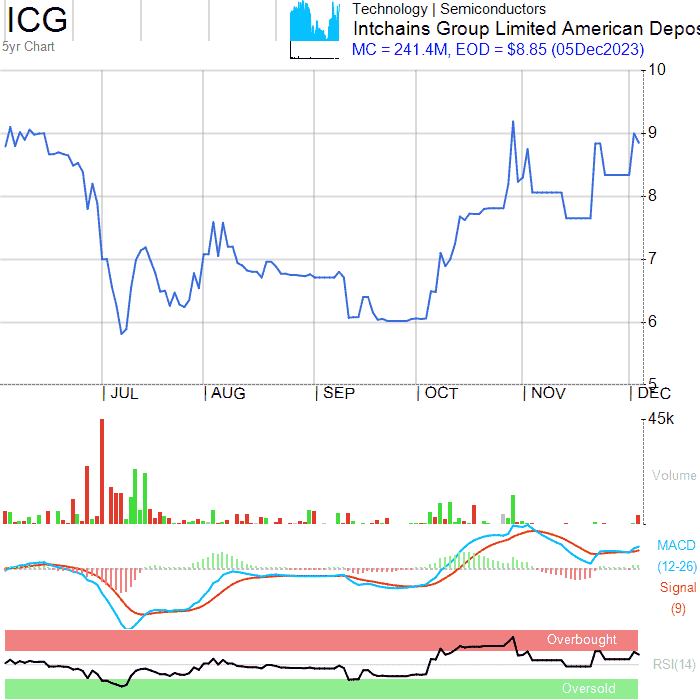 ICG
5yr Chart
Technology | Semiconductors
Intchains Group Limited American Depos
MC = 241.4M, EOD = $8.85 (05Dec2023)
10
9
8
7
6
5
| JUL | AUG | SEP | OCT | NOV | DEC
45k
Volume
MACD
(12-26)
Signal
(9)
Overbought
RSI(14)
Oversold